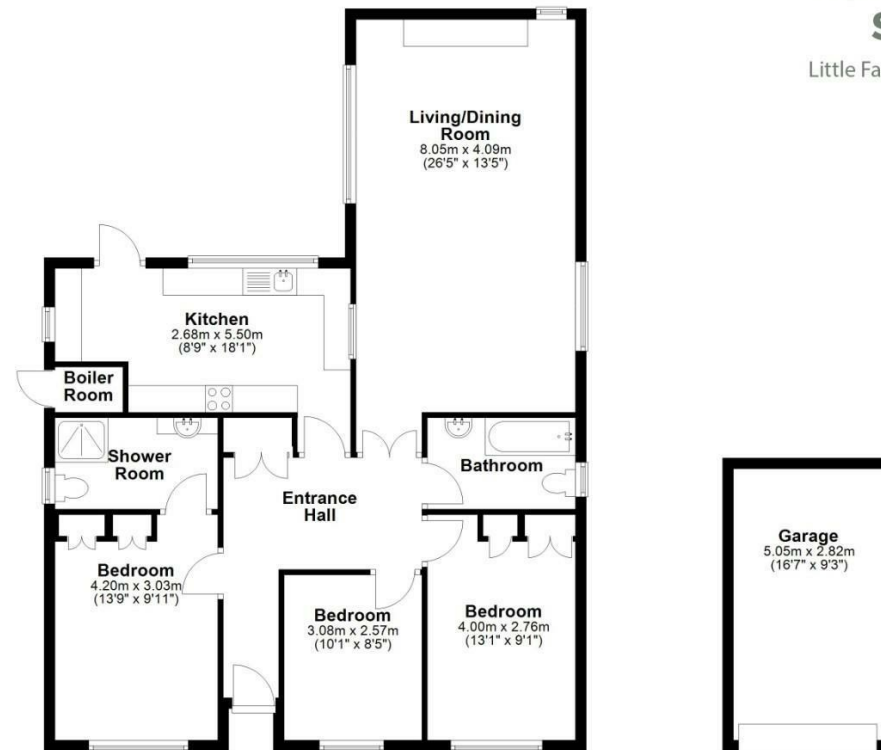 Little Fa
Living/Dining
Room
8.05m x 4.09m
(26'5" x 13'5")
Kitchen
2.68m x 5.50m
(8'9" x 18'1")
Boiler
Room
Shower
Room
Bathroom
Entrance
Hall
Bedroom
4.20m x 3.03m
(13'9" x 9'11")
Bedroom
3.08m x 2.57m
(10'1" x 8'5")
Bedroom
4.00m x 2.76m
(13'1" x 9'1")
Garage
5.05m x 2.82m
(16'7" x 9'3")